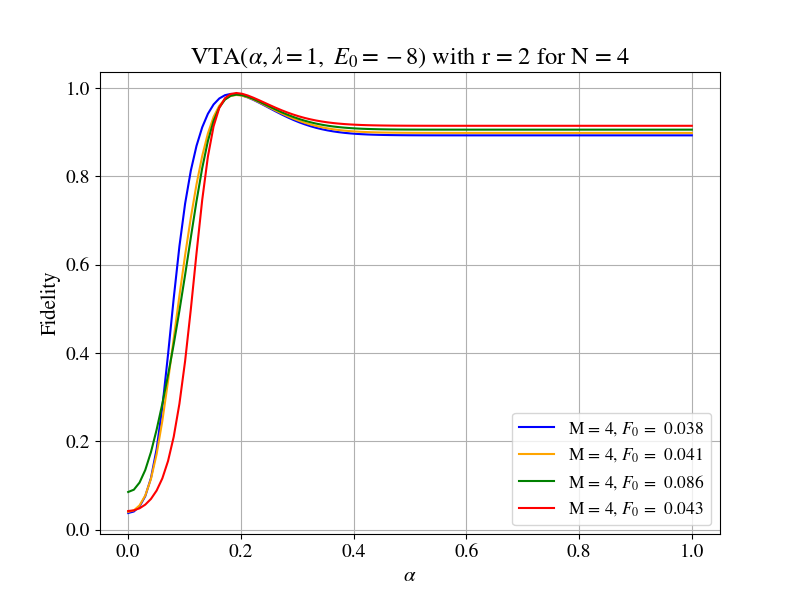 VTA(α, λ = 1, E₀ = −8) with r = 2 for N = 4
1.0
0.8
0.6
0.4
0.2
0.0
Fidelity
M = 4, F₀ = 0.038
M = 4, F₀ = 0.041
M = 4, F₀ = 0.086
M = 4, F₀ = 0.043
0.0 0.2 0.4 0.6 0.8 1.0
α